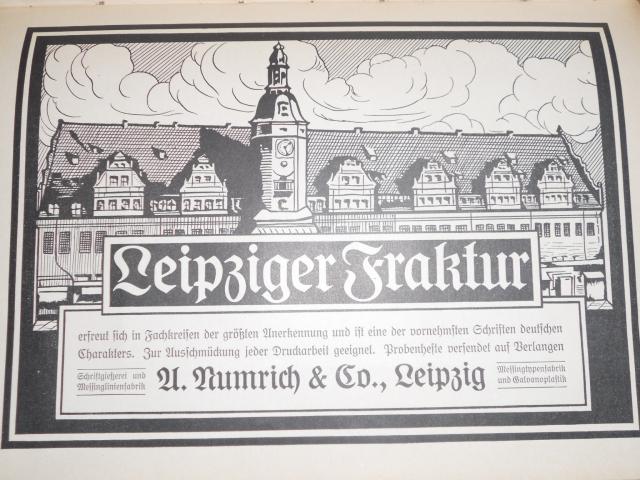 Leipziger Fraktur
erfreut sich in Fachkreisen der größten Anerkennung und ist eine der vornehmsten Schriften deutschen
Charakters. Zur Ausschmückung jeder Druckarbeit geeignet. Probenhefte versendet auf Verlangen
Schriftgießerei und
Messinglinienfabrik
A. Numrich & Co., Leipzig
Messingtypenfabrik
und Galvanoplastik